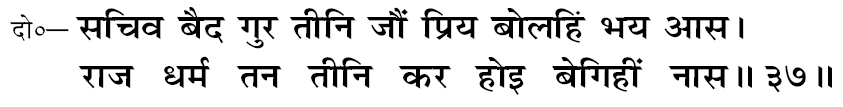 दो०— सचिव बैद गुर तीनि जौं प्रिय बोलहिं भय आस।
राज धर्म तन तीनि कर होइ बेगिहीं नास॥ ३७॥